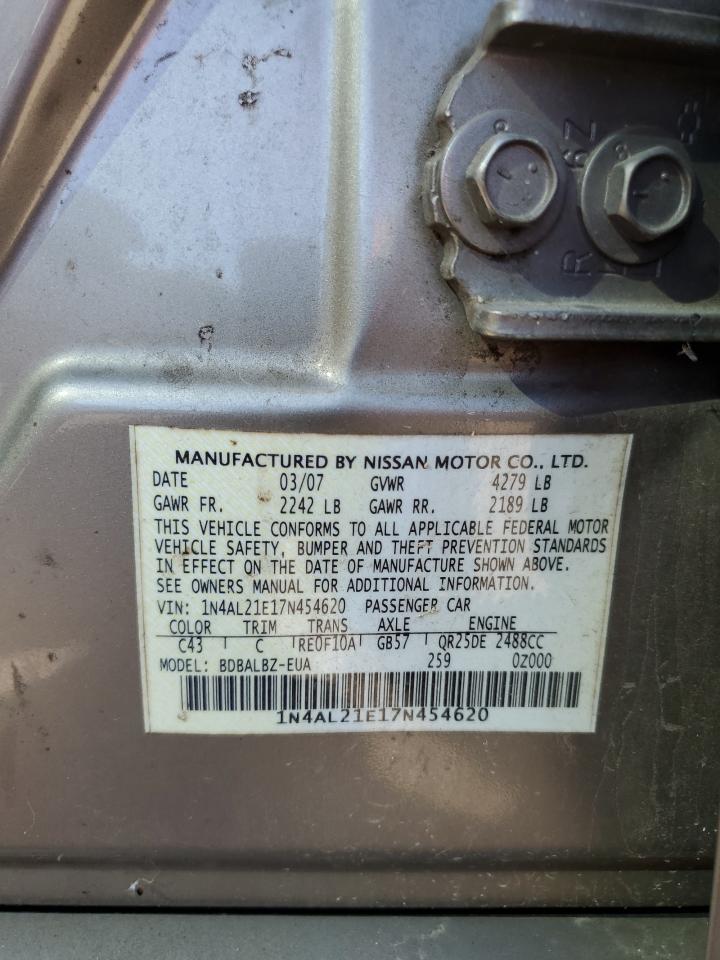 MANUFACTURED BY NISSAN MOTOR CO., LTD.
DATE 03/07 GVWR 4279 LB
GAWR FR. 2242 LB GAWR RR. 2189 LB
THIS VEHICLE CONFORMS TO ALL APPLICABLE FEDERAL MOTOR
VEHICLE SAFETY, BUMPER AND THEFT PREVENTION STANDARDS
IN EFFECT ON THE DATE OF MANUFACTURE SHOWN ABOVE.
SEE OWNERS MANUAL FOR ADDITIONAL INFORMATION.
VIN: 1N4AL21E17N454620 PASSENGER CAR
COLOR TRIM TRANS AXLE ENGINE
C43 C RE0F10A GB57 QR25DE 2488CC
MODEL: BDBALBZ-EUA 259 0Z000
1N4AL21E17N454620